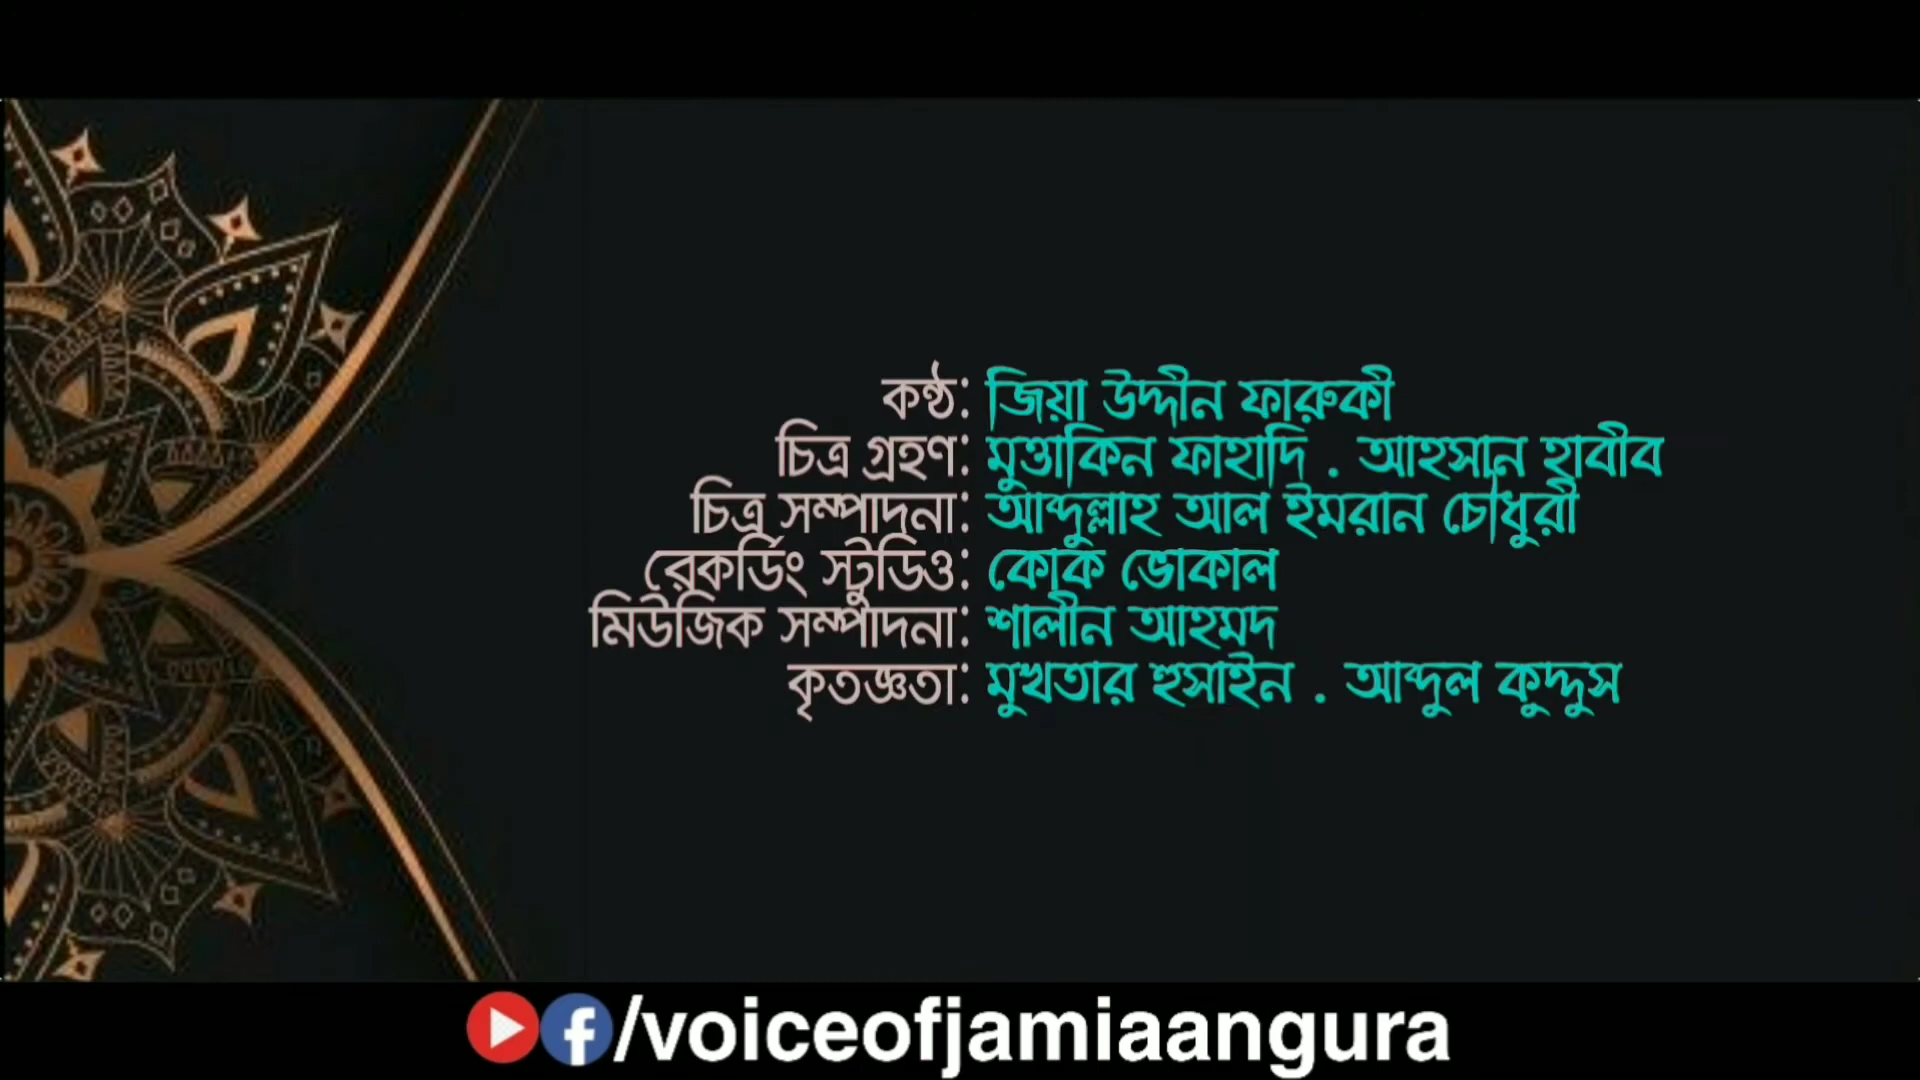 কন্ঠ: জিয়া উদ্দীন ফারুকী
চিত্র গ্রহণ: মুত্তাকিন ফাহাদি . আহসান হাবীব
চিত্র সম্পাদনা: আব্দুল্লাহ আল ইমরান চৌধুরী
রেকর্ডিং স্টুডিও: কোক ভোকাল
মিউজিক সম্পাদনা: শালীন আহমদ
কৃতজ্ঞতা: মুখতার হুসাইন . আব্দুল কুদ্দুস
/voiceofjamiaangura